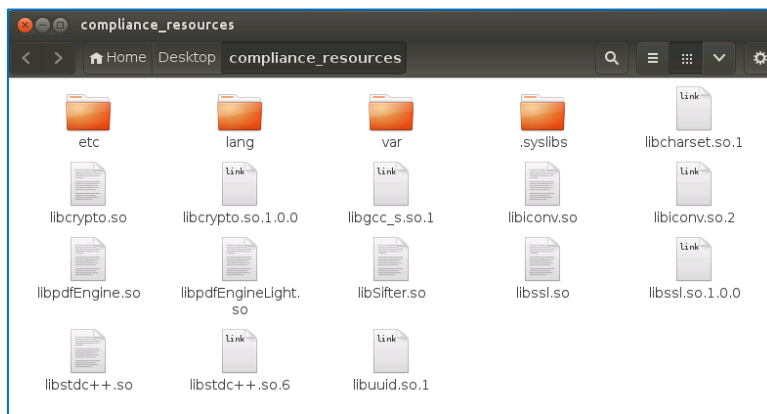 compliance_resources
Home Desktop compliance_resources
link
etc lang var .syslibs libcharset.so.1
link link link
libcrypto.so libcrypto.so.1.0.0 libgcc_s.so.1 libiconv.so libiconv.so.2
link
libpdfEngine.so libpdfEngineLight. libSifter.so libssl.so libssl.so.1.0.0
so
link link
libstdc++.so libstdc++.so.6 libuuid.so.1